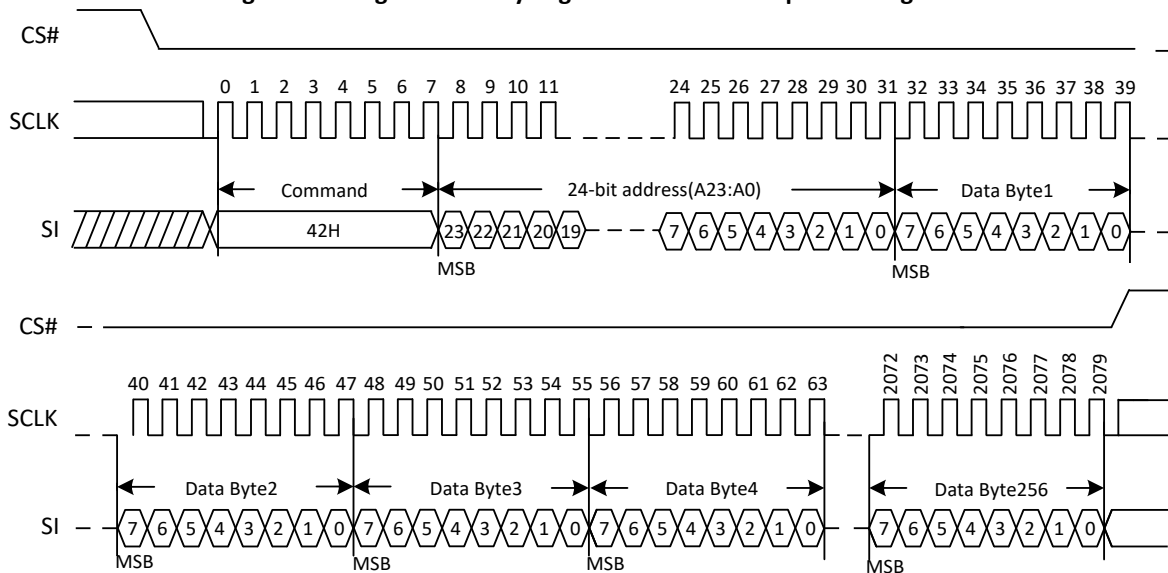 CS#
0 1 2 3 4 5 6 7 8 9 10 11 24 25 26 27 28 29 30 31 32 33 34 35 36 37 38 39
SCLK
Command 24-bit address(A23:A0) Data Byte1
SI 42H 23 22 21 20 19 7 6 5 4 3 2 1 0 7 6 5 4 3 2 1 0
MSB MSB
CS#
40 41 42 43 44 45 46 47 48 49 50 51 52 53 54 55 56 57 58 59 60 61 62 63 2072 2073 2074 2075 2076 2077 2078 2079
SCLK
Data Byte2 Data Byte3 Data Byte4 Data Byte256
SI 7 6 5 4 3 2 1 0 7 6 5 4 3 2 1 0 7 6 5 4 3 2 1 0 7 6 5 4 3 2 1 0
MSB MSB MSB MSB